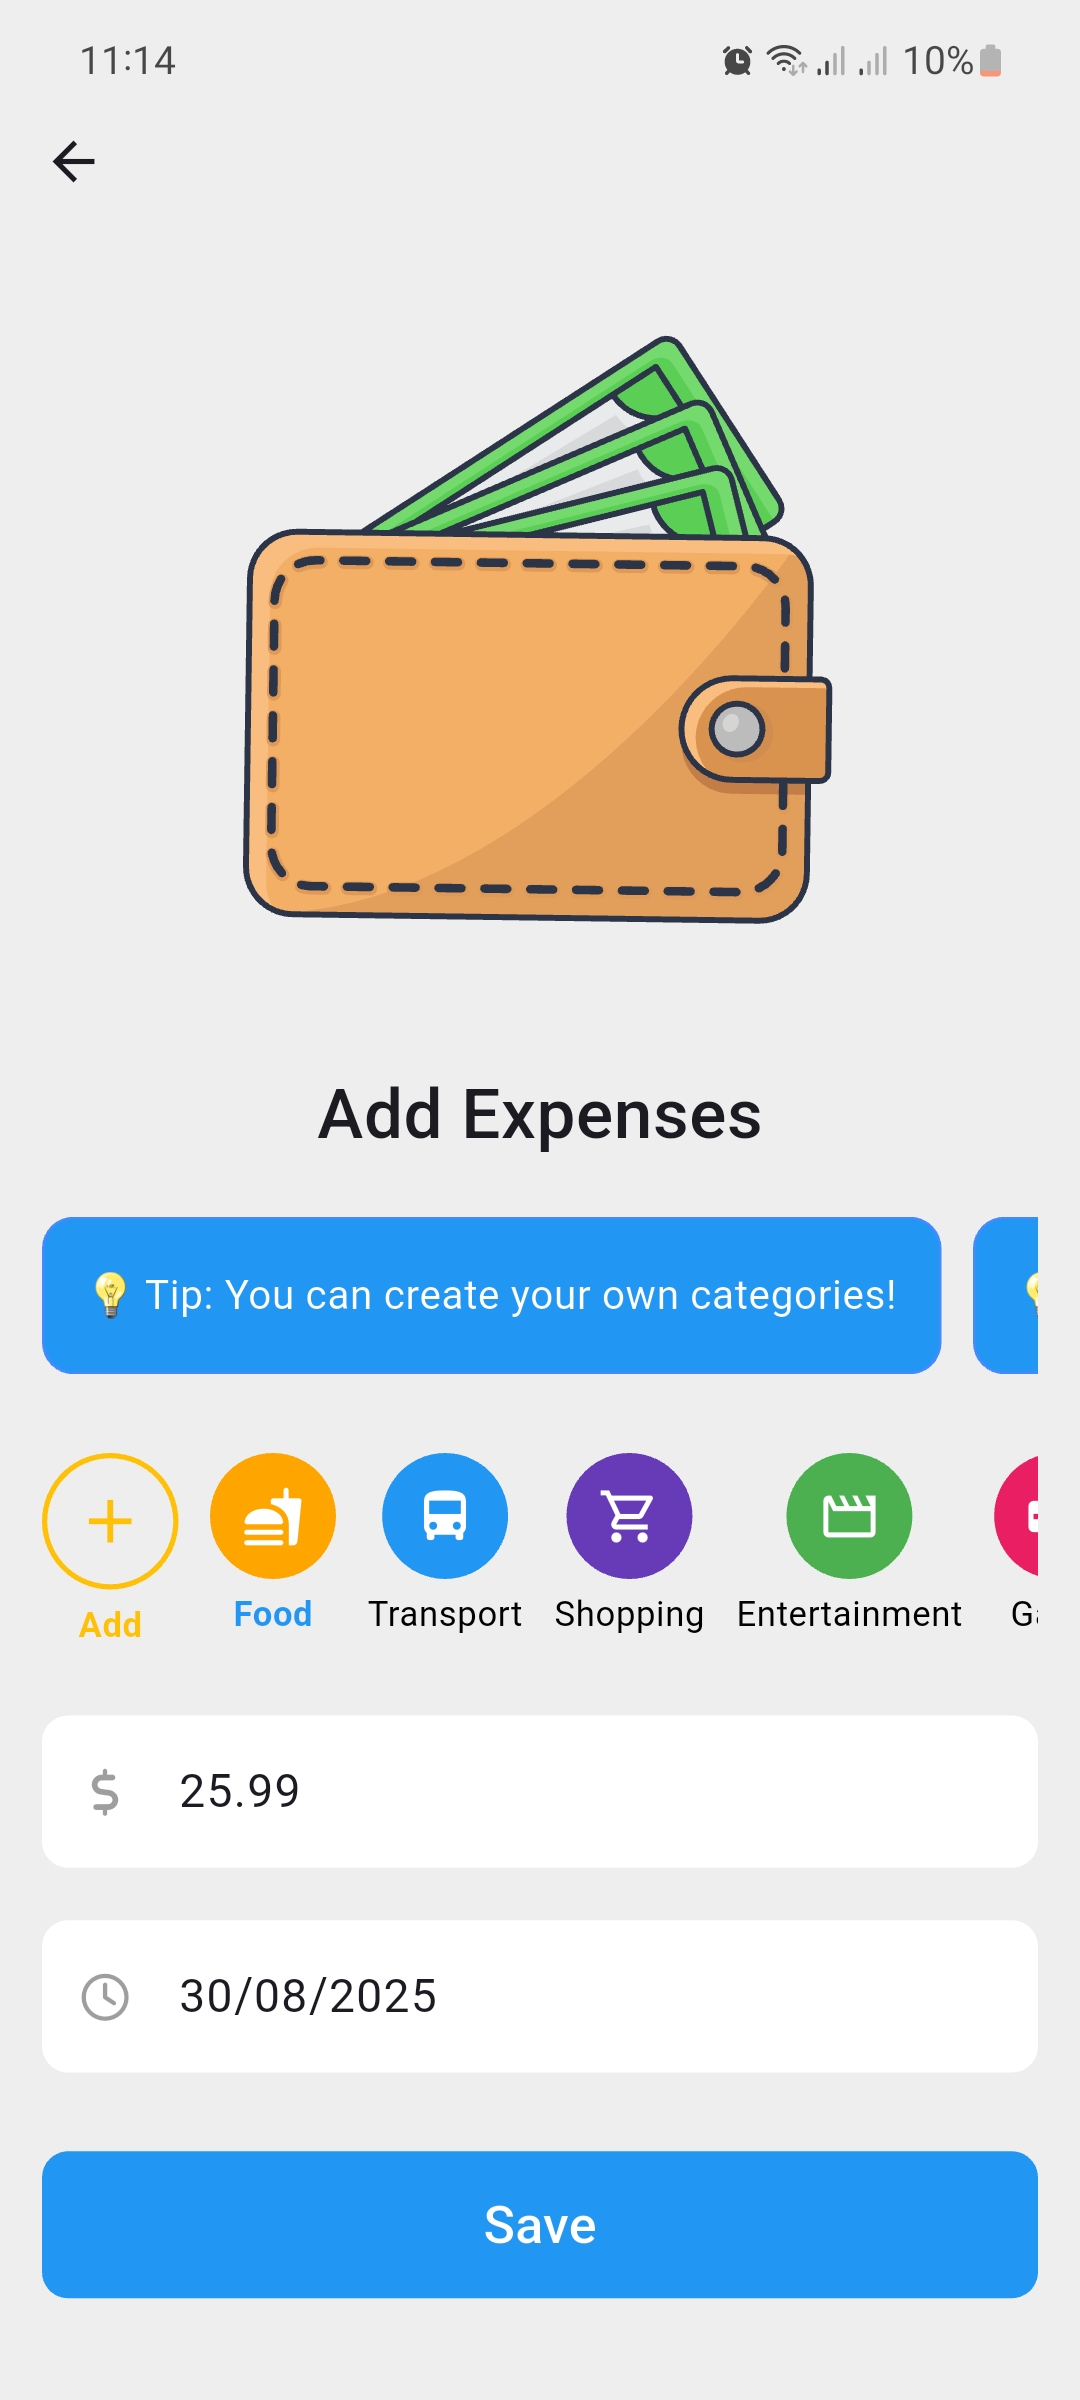 11:14 10%
Add Expenses
💡 Tip: You can create your own categories! 💡
Add Food Transport Shopping Entertainment
$ 25.99
30/08/2025
Save